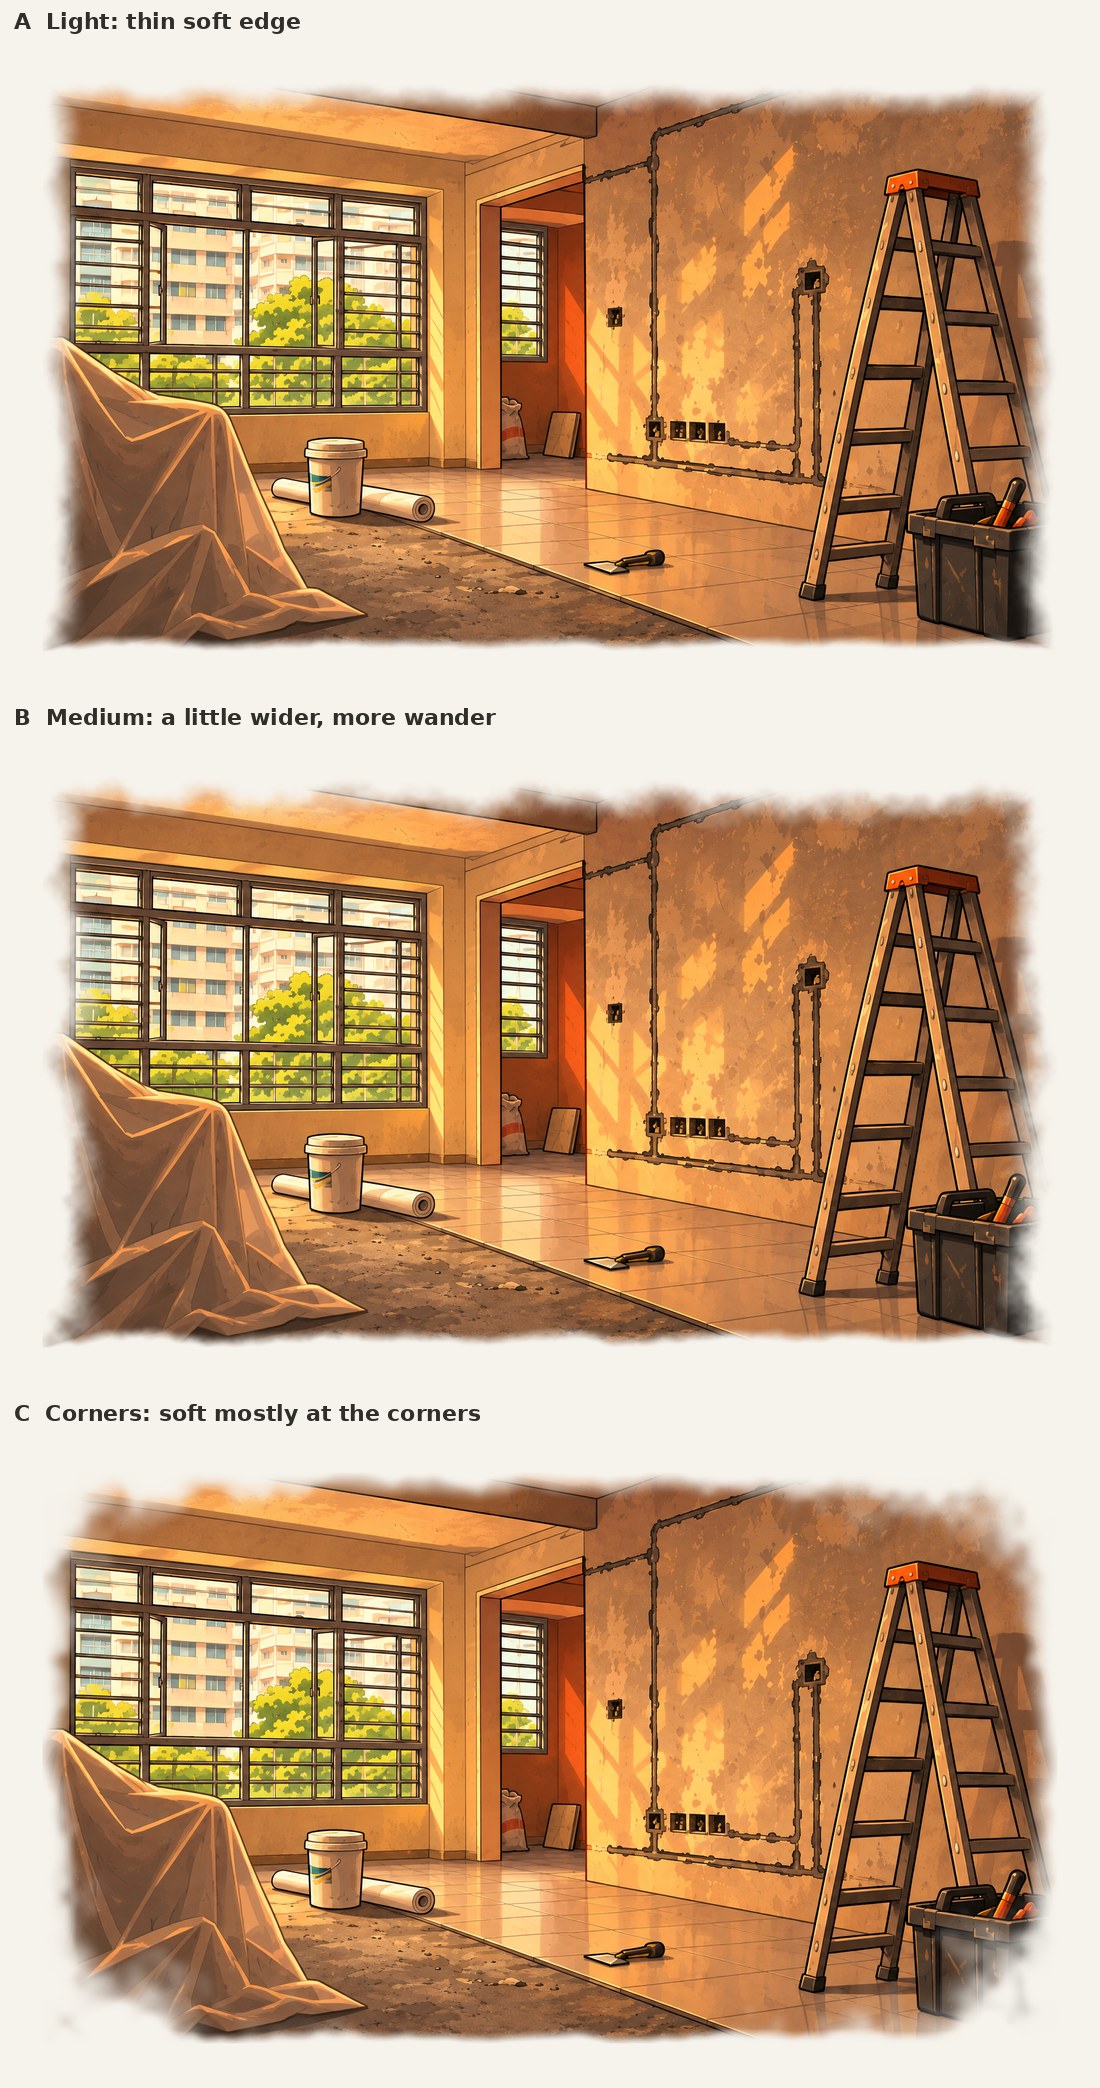 A Light: thin soft edge
B Medium: a little wider, more wander
C Corners: soft mostly at the corners